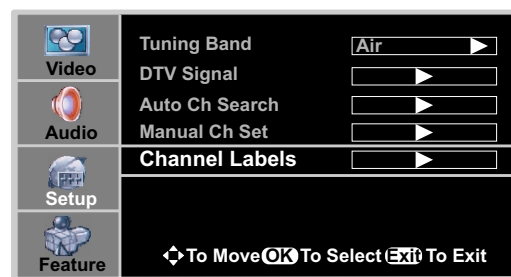 Video
Audio
Setup
Feature
Tuning Band Air
DTV Signal
Auto Ch Search
Manual Ch Set
Channel Labels
To Move OK To Select Exit To Exit